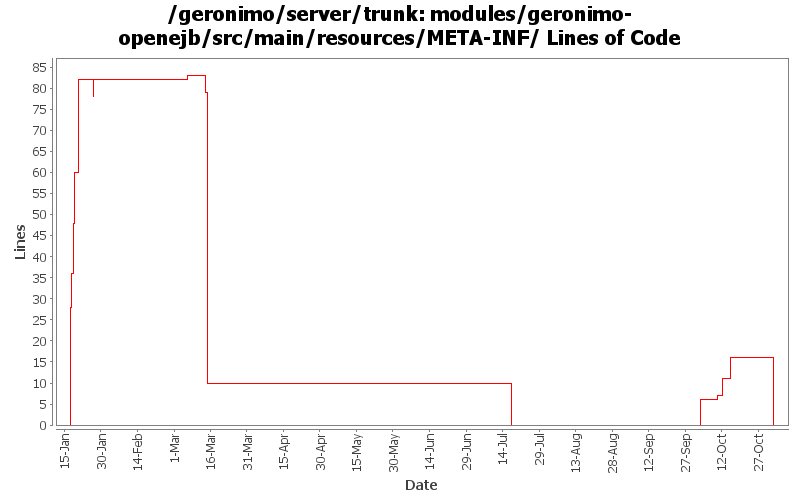 /geronimo/server/trunk: modules/geronimo-
openejb/src/main/resources/META-INF/ Lines of Code
Lines
85
80
75
70
65
60
55
50
45
40
35
30
25
20
15
10
5
0
15-Jan
30-Jan
14-Feb
1-Mar
16-Mar
31-Mar
15-Apr
30-Apr
15-May
30-May
14-Jun
29-Jun
14-Jul
29-Jul
13-Aug
28-Aug
12-Sep
27-Sep
12-Oct
27-Oct
Date